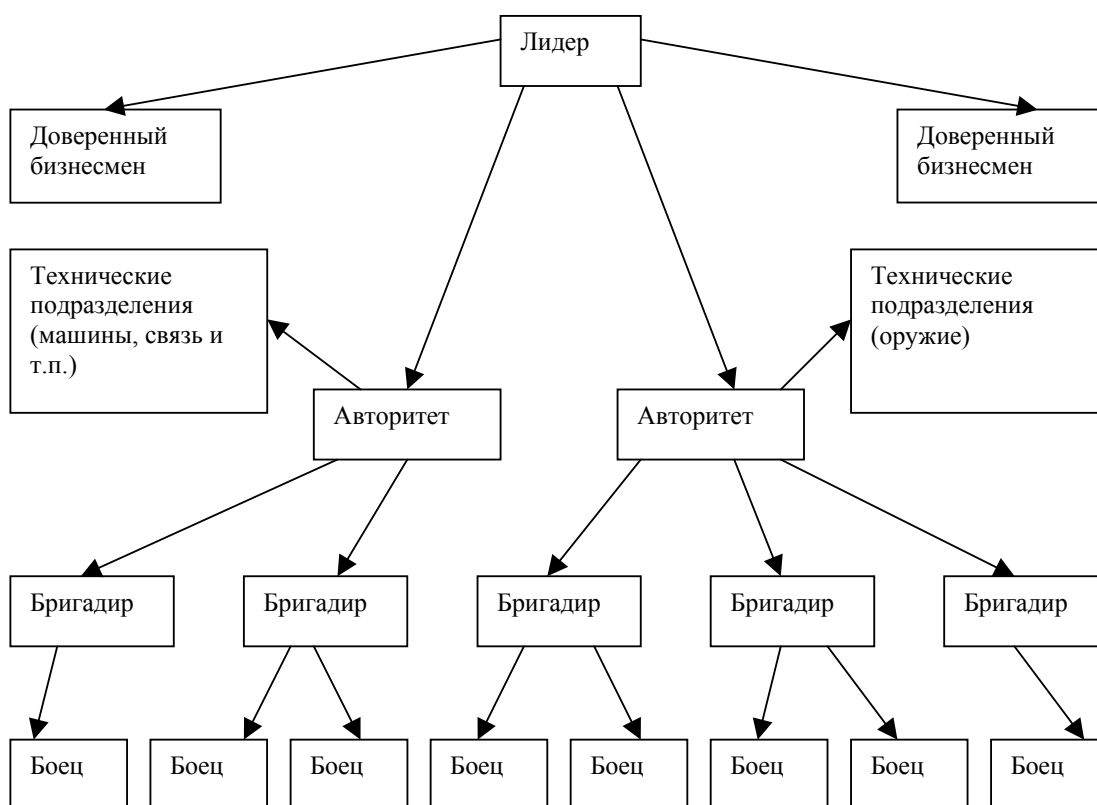 Лидер
Доверенный
бизнесмен
Доверенный
бизнесмен
Технические
подразделения
(машины, связь и
т.п.)
Технические
подразделения
(оружие)
Авторитет
Авторитет
Бригадир
Бригадир
Бригадир
Бригадир
Бригадир
Боец
Боец
Боец
Боец
Боец
Боец
Боец
Боец